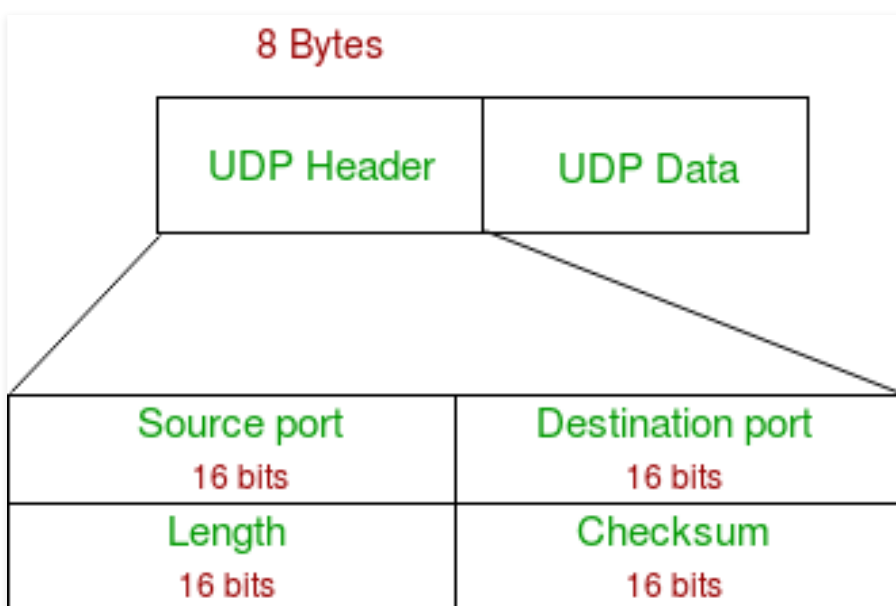 8 Bytes
UDP Header
UDP Data
Source port
16 bits
Destination port
16 bits
Length
16 bits
Checksum
16 bits